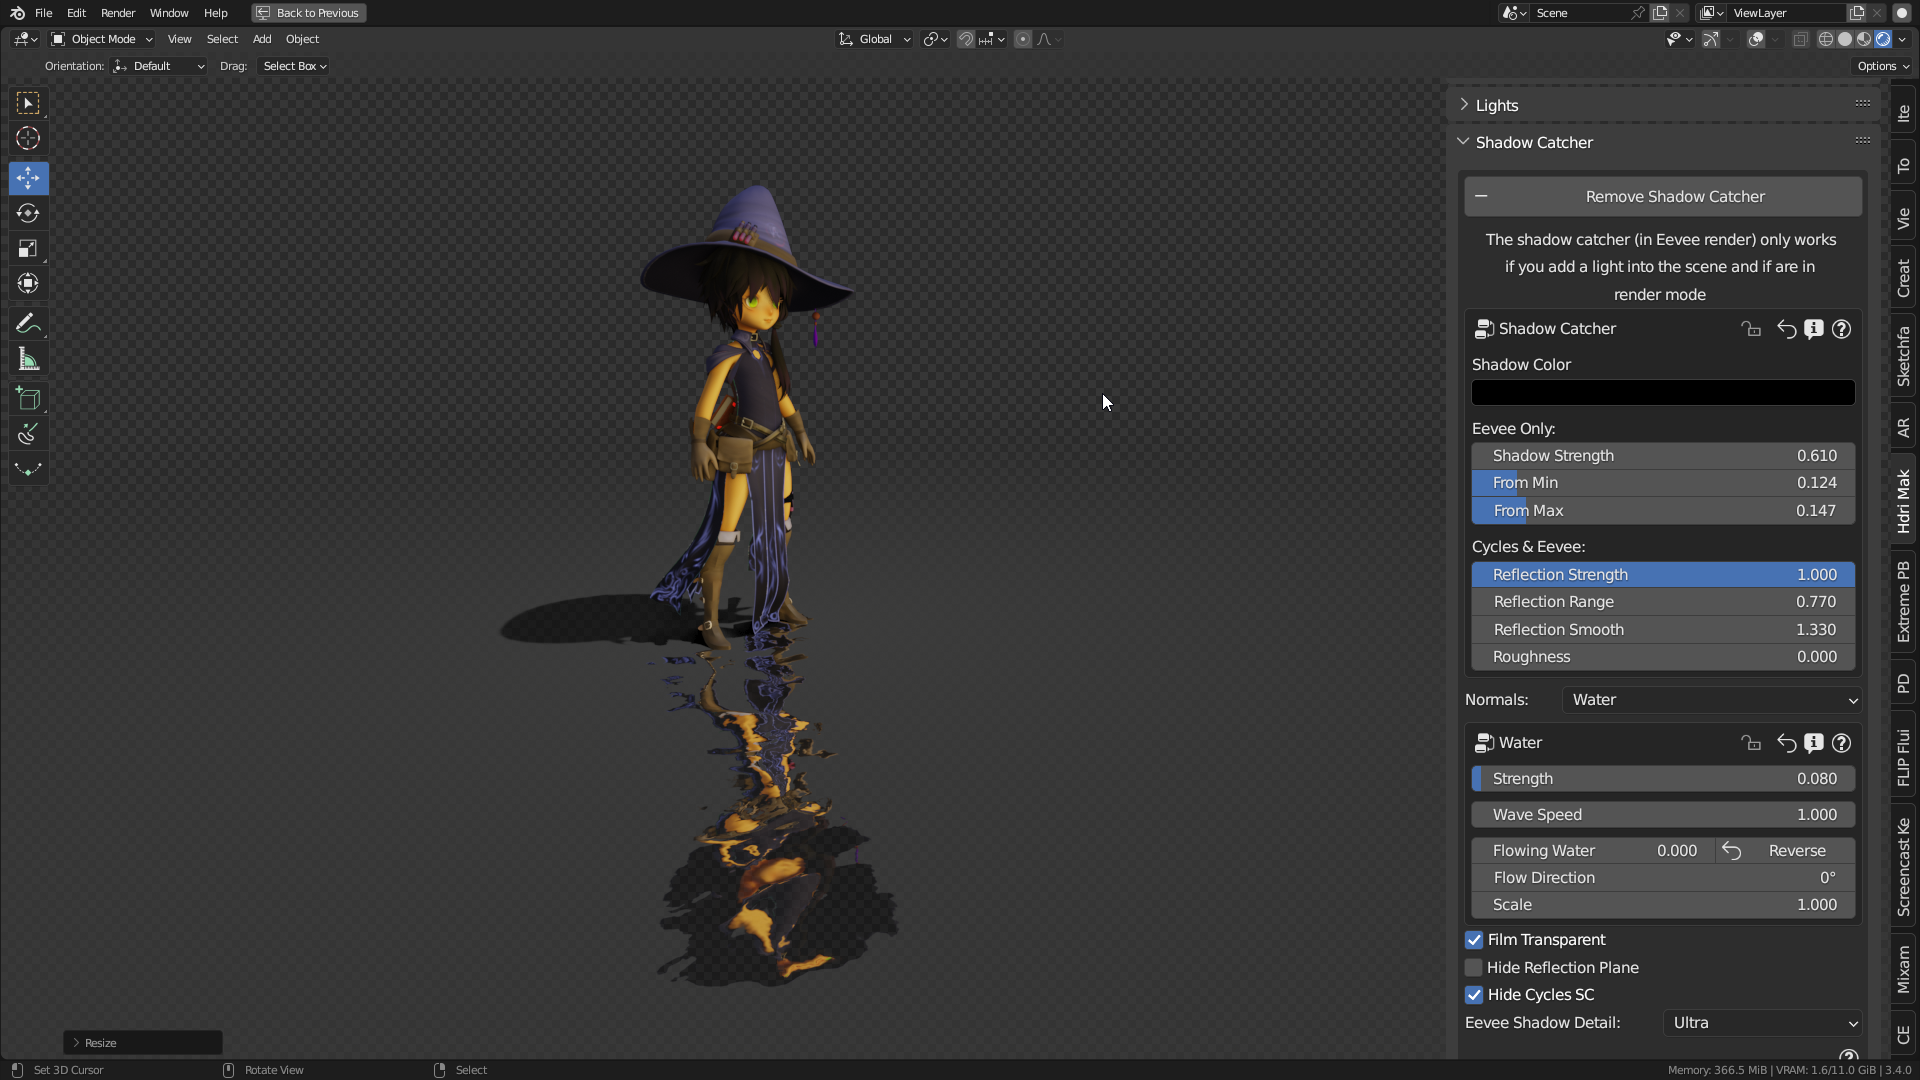 File Edit Render Window Help Back to Previous Scene ViewLayer
Object Mode View Select Add Object Global
Orientation: Default Drag: Select Box Options
Lights
Shadow Catcher
Remove Shadow Catcher
The shadow catcher (in Eevee render) only works
if you add a light into the scene and if are in
render mode
Shadow Catcher
Shadow Color
Eevee Only:
Shadow Strength 0.610
From Min 0.124
From Max 0.147
Cycles & Eevee:
Reflection Strength 1.000
Reflection Range 0.770
Reflection Smooth 1.330
Roughness 0.000
Normals: Water
Water
Strength 0.080
Wave Speed 1.000
Flowing Water 0.000 Reverse
Flow Direction 0°
Scale 1.000
Film Transparent
Hide Reflection Plane
Hide Cycles SC
Eevee Shadow Detail: Ultra
Ite
To
Vie
Creat
Sketchfa
AR
Hdri Mak
Extreme PB
PD
FLIP Flui
Screencast Ke
Mixam
CE
Resize
Set 3D Cursor Rotate View Select Memory: 366.5 MiB | VRAM: 1.6/11.0 GiB | 3.4.0